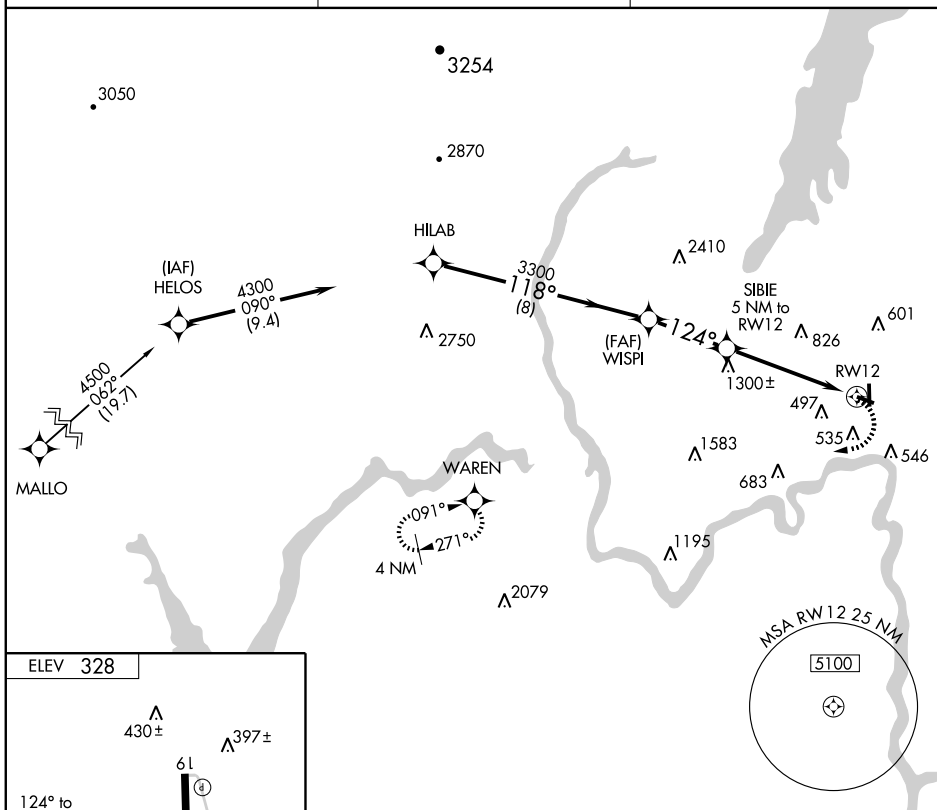 3254
3050
2870
HILAB
2410
(IAF)
HELOS
4300
090°
(9.4)
3300
118°
(8)
SIBIE
5 NM to
RW12
124°
(FAF)
WISPI
601
826
2750
1300±
RW12
4500
062°
(19.7)
497
535
546
MALLO
1583
683
WAREN
091°
271°
4 NM
1195
2079
MSA RW12 25 NM
5100
ELEV 328
430±
397±
19
P
124° to